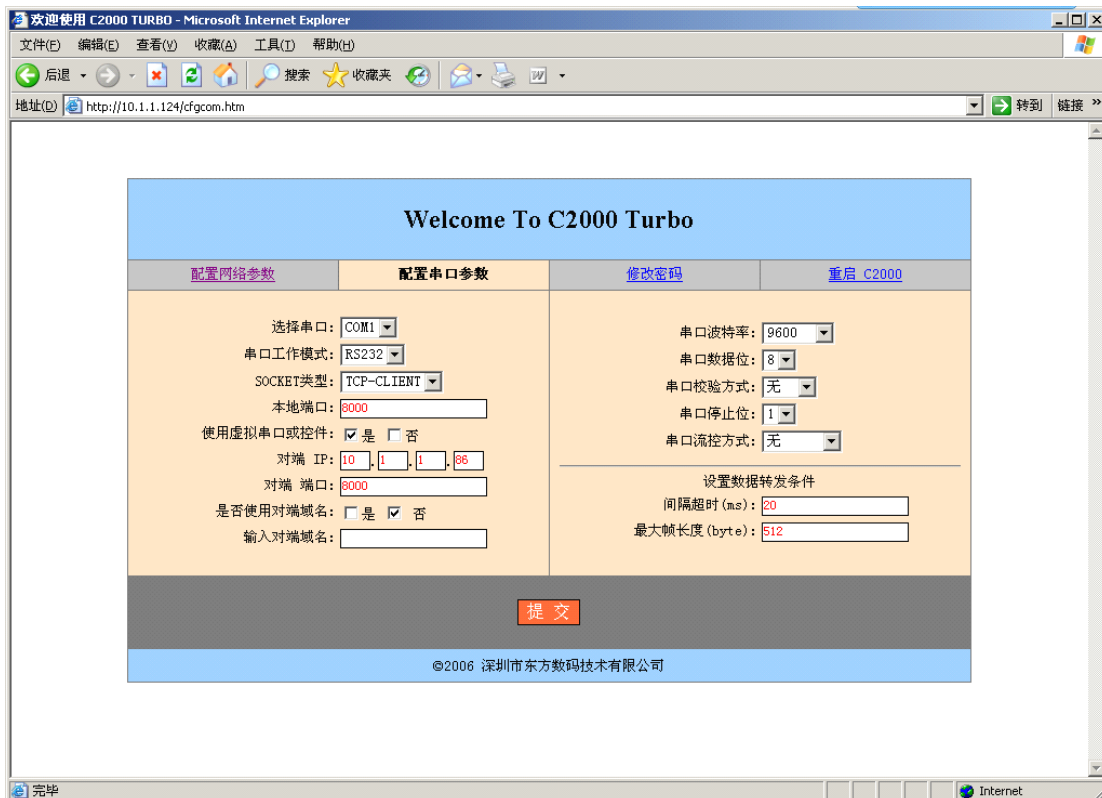 欢迎使用 C2000 TURBO - Microsoft Internet Explorer
文件(F) 编辑(E) 查看(V) 收藏(A) 工具(T) 帮助(H)
后退 搜索 收藏夹
地址(D) http://10.1.1.124/cfgcom.htm 转到 链接 »
Welcome To C2000 Turbo
配置网络参数 配置串口参数 修改密码 重启 C2000
选择串口: COM1
串口工作模式: RS232
SOCKET类型: TCP-CLIENT
本地端口: 8000
使用虚拟串口或控件: 是 否
对端 IP: 10 . 1 . 1 . 86
对端 端口: 8000
是否使用对端域名: 是 否
输入对端域名:
串口波特率: 9600
串口数据位: 8
串口校验方式: 无
串口停止位: 1
串口流控方式: 无
设置数据转发条件
间隔超时(ms): 20
最大帧长度(byte): 512
提 交
©2006 深圳市东方数码技术有限公司
完毕 Internet